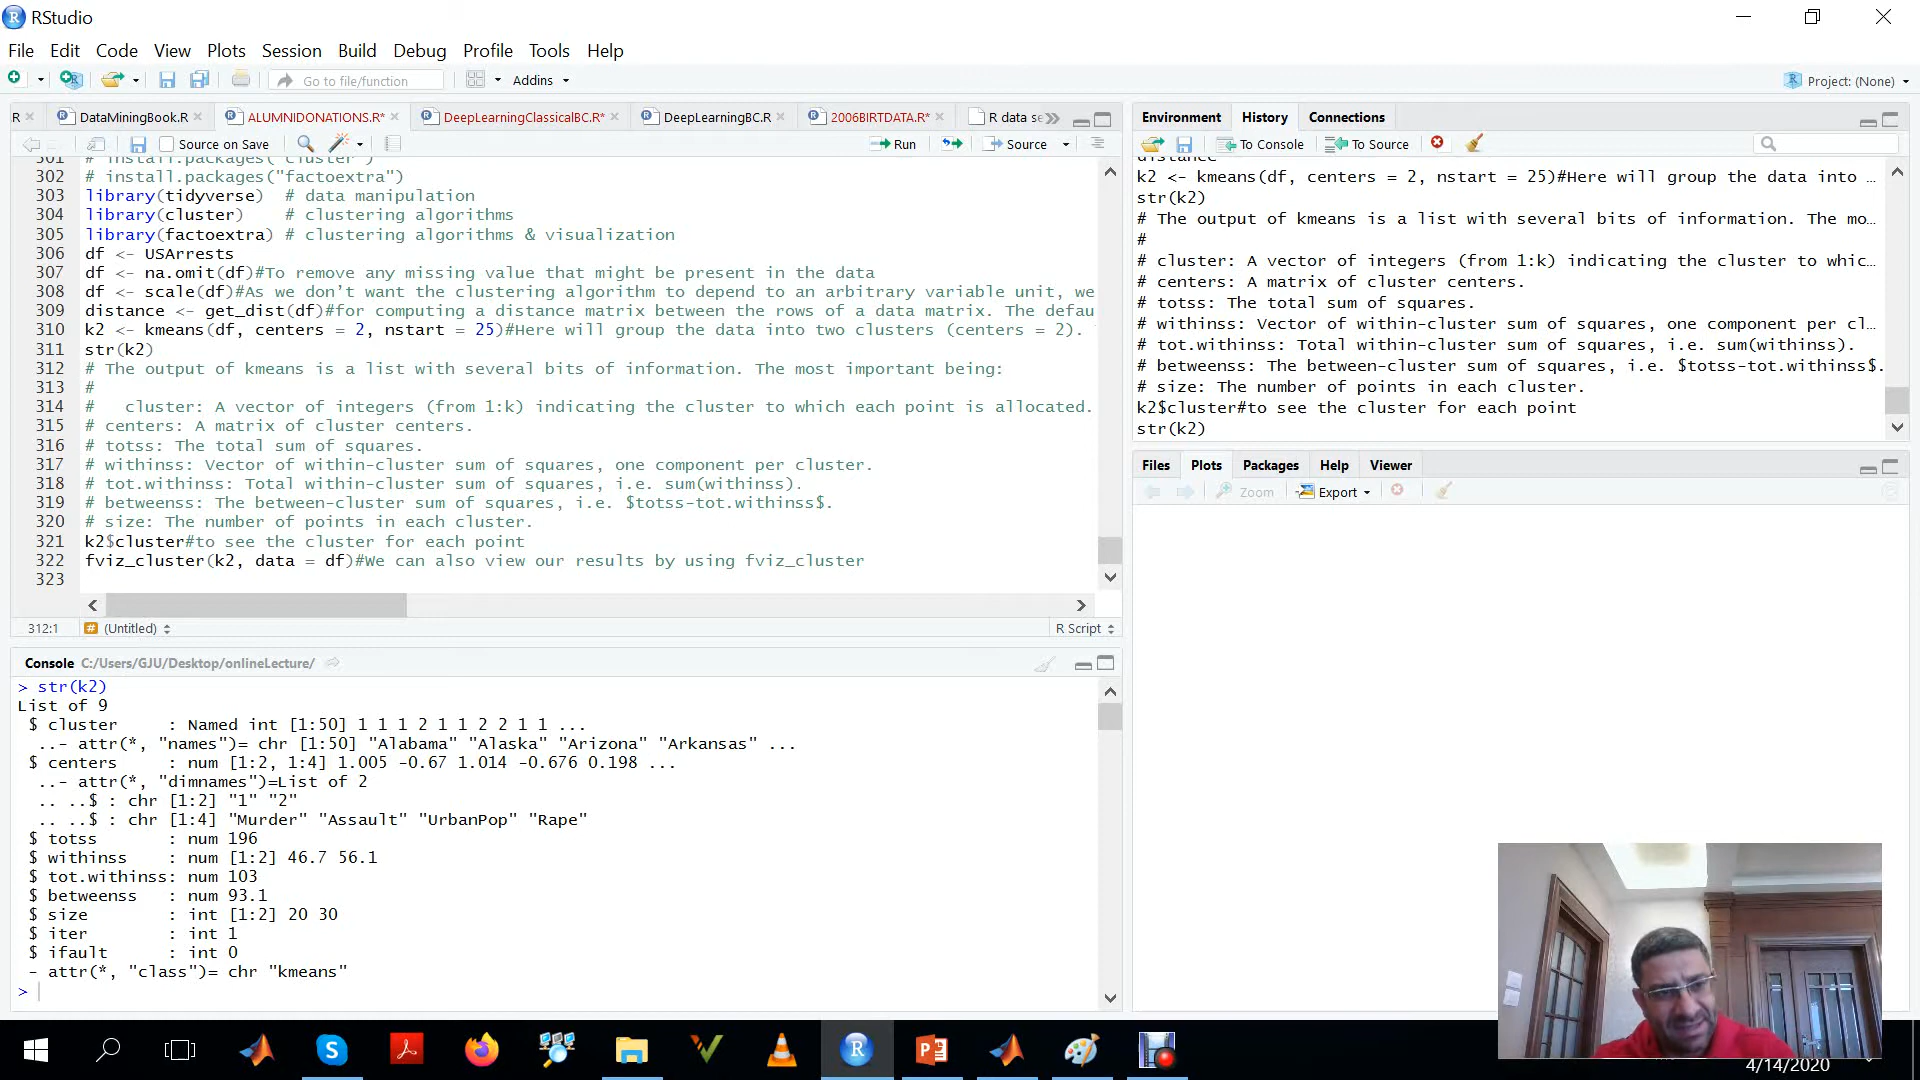 RStudio
File Edit Code View Plots Session Build Debug Profile Tools Help
Go to file/function Addins Project: (None)
R DataMiningBook.R ALUMNIDONATIONS.R* DeepLearningClassicalBC.R* DeepLearningBC.R 2006BIRTDATA.R* R data se
Source on Save Run Source
301 # install.packages("cluster")
302 # install.packages("factoextra")
303 library(tidyverse) # data manipulation
304 library(cluster) # clustering algorithms
305 library(factoextra) # clustering algorithms & visualization
306 df <- USArrests
307 df <- na.omit(df)#To remove any missing value that might be present in the data
308 df <- scale(df)#As we don’t want the clustering algorithm to depend to an arbitrary variable unit, we
309 distance <- get_dist(df)#for computing a distance matrix between the rows of a data matrix. The defau
310 k2 <- kmeans(df, centers = 2, nstart = 25)#Here will group the data into two clusters (centers = 2).
311 str(k2)
312 # The output of kmeans is a list with several bits of information. The most important being:
313 #
314 # cluster: A vector of integers (from 1:k) indicating the cluster to which each point is allocated.
315 # centers: A matrix of cluster centers.
316 # totss: The total sum of squares.
317 # withinss: Vector of within-cluster sum of squares, one component per cluster.
318 # tot.withinss: Total within-cluster sum of squares, i.e. sum(withinss).
319 # betweenss: The between-cluster sum of squares, i.e. $totss-tot.withinss$.
320 # size: The number of points in each cluster.
321 k2$cluster#to see the cluster for each point
322 fviz_cluster(k2, data = df)#We can also view our results by using fviz_cluster
323
312:1 # (Untitled) R Script
Console C:/Users/GJU/Desktop/onlineLecture/
> str(k2)
List of 9
$ cluster : Named int [1:50] 1 1 1 2 1 1 2 2 1 1 ...
..- attr(*, "names")= chr [1:50] "Alabama" "Alaska" "Arizona" "Arkansas" ...
$ centers : num [1:2, 1:4] 1.005 -0.67 1.014 -0.676 0.198 ...
..- attr(*, "dimnames")=List of 2
.. ..$ : chr [1:2] "1" "2"
.. ..$ : chr [1:4] "Murder" "Assault" "UrbanPop" "Rape"
$ totss : num 196
$ withinss : num [1:2] 46.7 56.1
$ tot.withinss: num 103
$ betweenss : num 93.1
$ size : int [1:2] 20 30
$ iter : int 1
$ ifault : int 0
- attr(*, "class")= chr "kmeans"
>
Environment History Connections
To Console To Source
distance
k2 <- kmeans(df, centers = 2, nstart = 25)#Here will group the data into …
str(k2)
# The output of kmeans is a list with several bits of information. The mo…
#
# cluster: A vector of integers (from 1:k) indicating the cluster to whic…
# centers: A matrix of cluster centers.
# totss: The total sum of squares.
# withinss: Vector of within-cluster sum of squares, one component per cl…
# tot.withinss: Total within-cluster sum of squares, i.e. sum(withinss).
# betweenss: The between-cluster sum of squares, i.e. $totss-tot.withinss$.
# size: The number of points in each cluster.
k2$cluster#to see the cluster for each point
str(k2)
Files Plots Packages Help Viewer
Zoom Export
4/14/2020